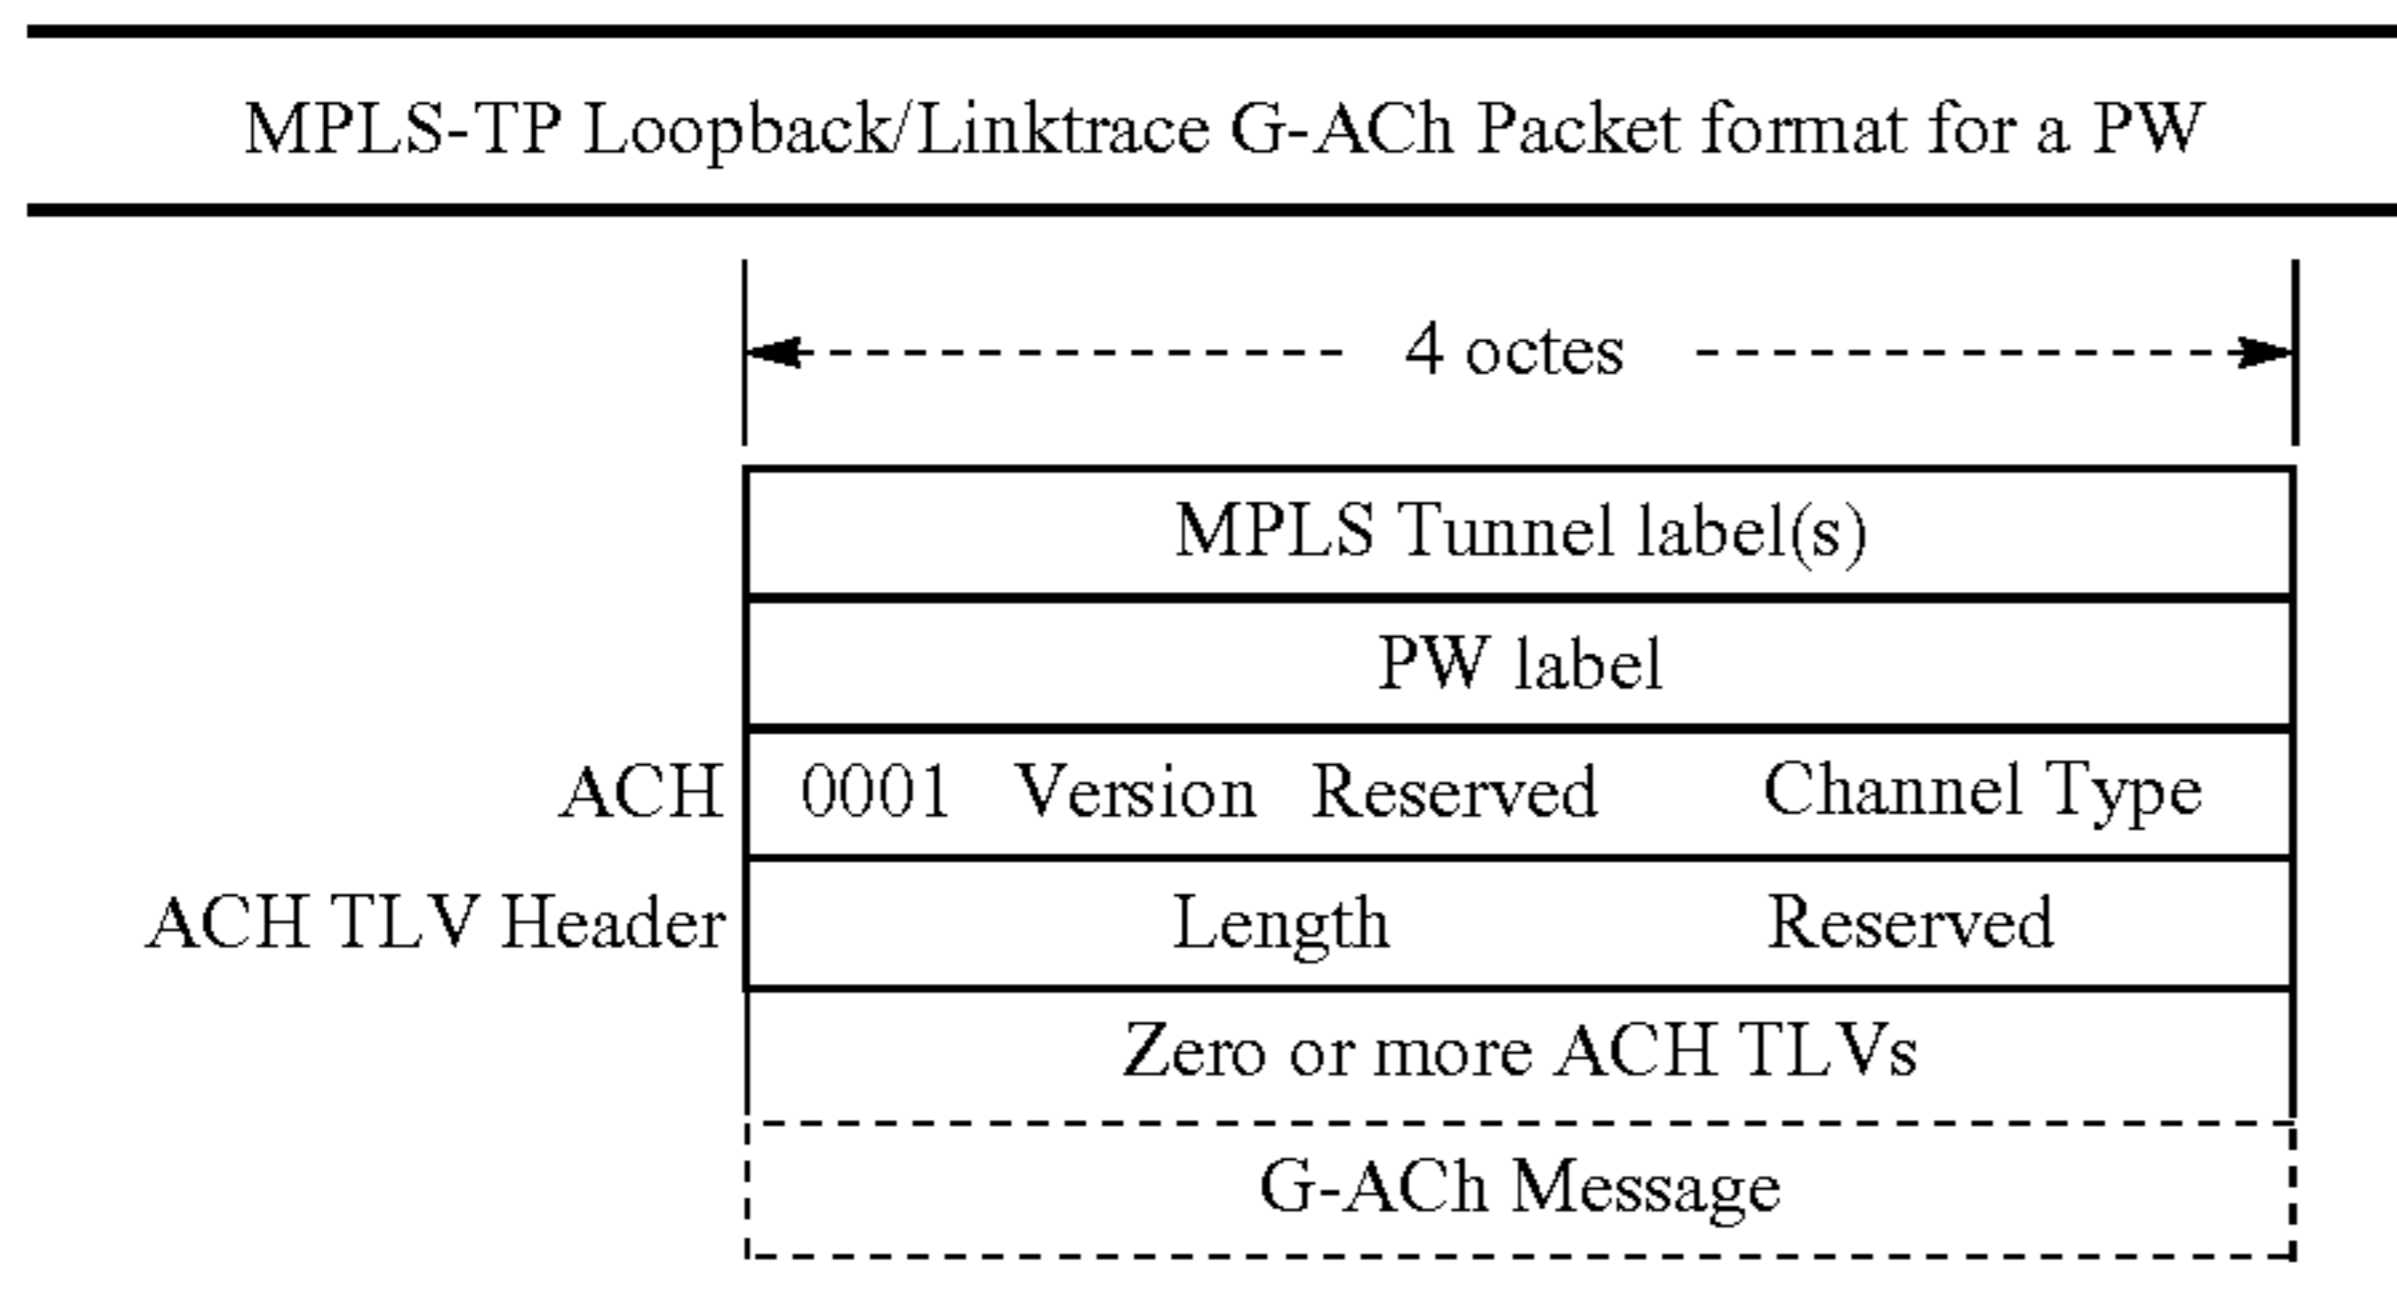 MPLS-TP Loopback/Linktrace G-ACh Packet format for a PW
4 octes
MPLS Tunnel label(s)
PW label
ACH 0001 Version Reserved Channel Type
ACH TLV Header Length Reserved
Zero or more ACH TLVs
G-ACh Message